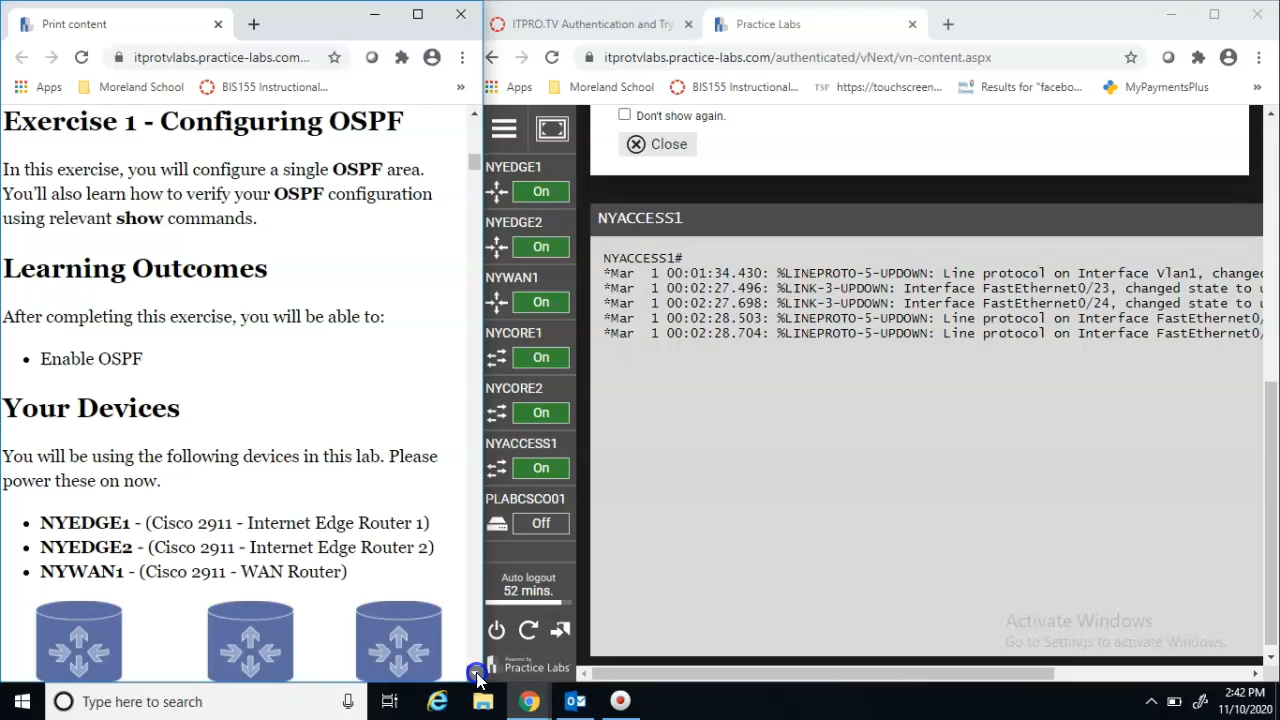 Print content
ITPRO.TV Authentication and Try
Practice Labs
itprotvlabs.practice-labs.com...
itprotvlabs.practice-labs.com/authenticated/vNext/vn-content.aspx
Apps
Moreland School
BIS155 Instructional...
»
Apps
Moreland School
BIS155 Instructional...
TSP
https://touchscreen...
Results for "facebo...
MyPaymentsPlus
»
Exercise 1 - Configuring OSPF
In this exercise, you will configure a single OSPF area.
You'll also learn how to verify your OSPF configuration
using relevant show commands.
Learning Outcomes
After completing this exercise, you will be able to:
• Enable OSPF
Your Devices
You will be using the following devices in this lab. Please
power these on now.
• NYEDGE1 - (Cisco 2911 - Internet Edge Router 1)
• NYEDGE2 - (Cisco 2911 - Internet Edge Router 2)
• NYWAN1 - (Cisco 2911 - WAN Router)
NYEDGE1
On
NYEDGE2
On
NYWAN1
On
NYCORE1
On
NYCORE2
On
NYACCESS1
On
PLABCSCO01
Off
Auto logout
52 mins.
Powered by
Practice Labs
Don't show again.
Close
NYACCESS1
NYACCESS1#
*Mar 1 00:01:34.430: %LINEPROTO-5-UPDOWN: Line protocol on Interface Vlan1, changed
*Mar 1 00:02:27.496: %LINK-3-UPDOWN: Interface FastEthernet0/23, changed state to u
*Mar 1 00:02:27.698: %LINK-3-UPDOWN: Interface FastEthernet0/24, changed state to u
*Mar 1 00:02:28.503: %LINEPROTO-5-UPDOWN: Line protocol on Interface FastEthernet0/
*Mar 1 00:02:28.704: %LINEPROTO-5-UPDOWN: Line protocol on Interface FastEthernet0/
Activate Windows
Go to Settings to activate Windows.
Type here to search
2:42 PM
11/10/2020